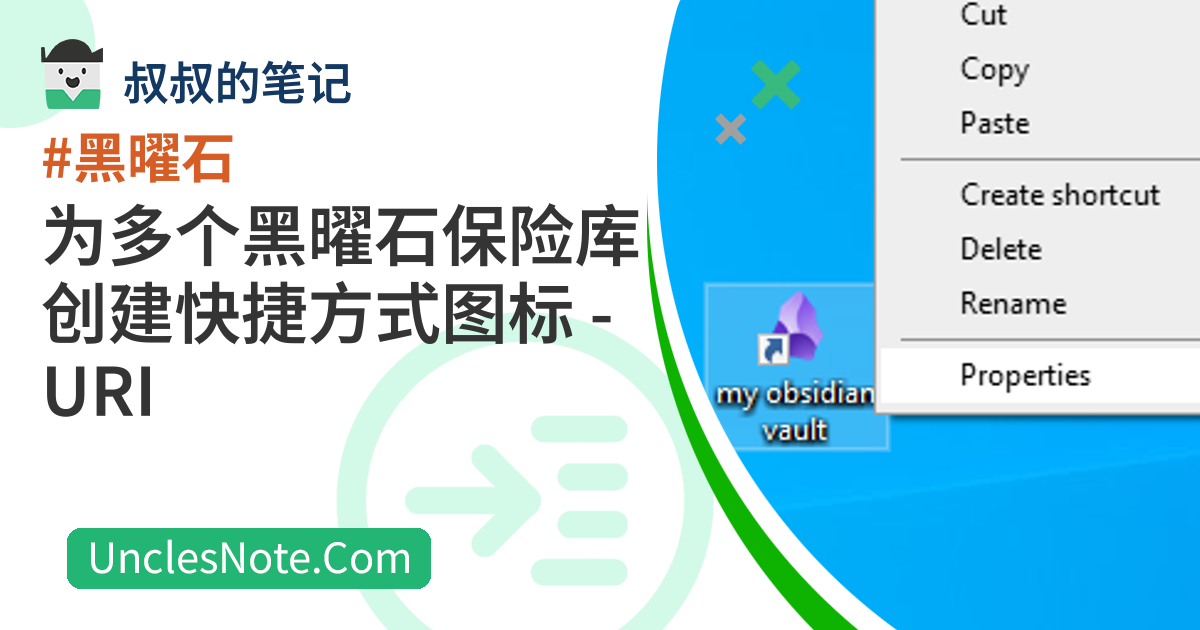 叔叔的笔记
#黑曜石
为多个黑曜石保险库
创建快捷方式图标 -
URI
UnclesNote.Com
Cut
Copy
Paste
Create shortcut
Delete
Rename
Properties
my obsidian
vault